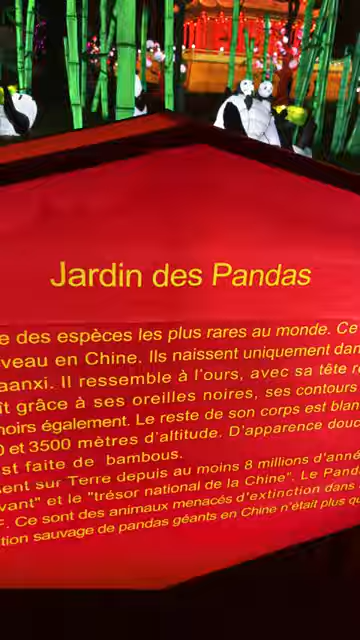 Jardin des Pandas
e des espèces les plus rares au monde. Ce
veau en Chine. Ils naissent uniquement dan
aanxi. Il ressemble à l'ours, avec sa tête r
ît grâce à ses oreilles noires, ses contours
noirs également. Le reste de son corps est blan
0 et 3500 mètres d'altitude. D'apparence douc
st faite de bambous.
sent sur Terre depuis au moins 8 millions d'anné
vant" et le "trésor national de la Chine". Le Pand
F. Ce sont des animaux menacés d'extinction dans
tion sauvage de pandas géants en Chine n'était plus q